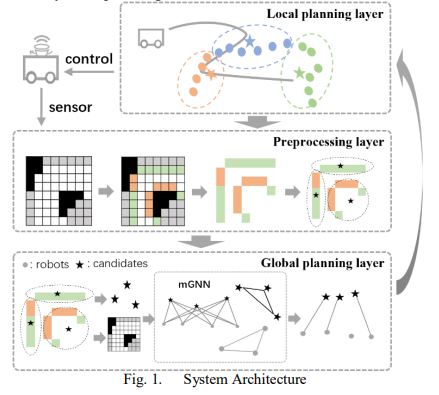 Local planning layer
control
sensor
Preprocessing layer
Global planning layer
: robots ★: candidates
mGNN
Fig. 1. System Architecture